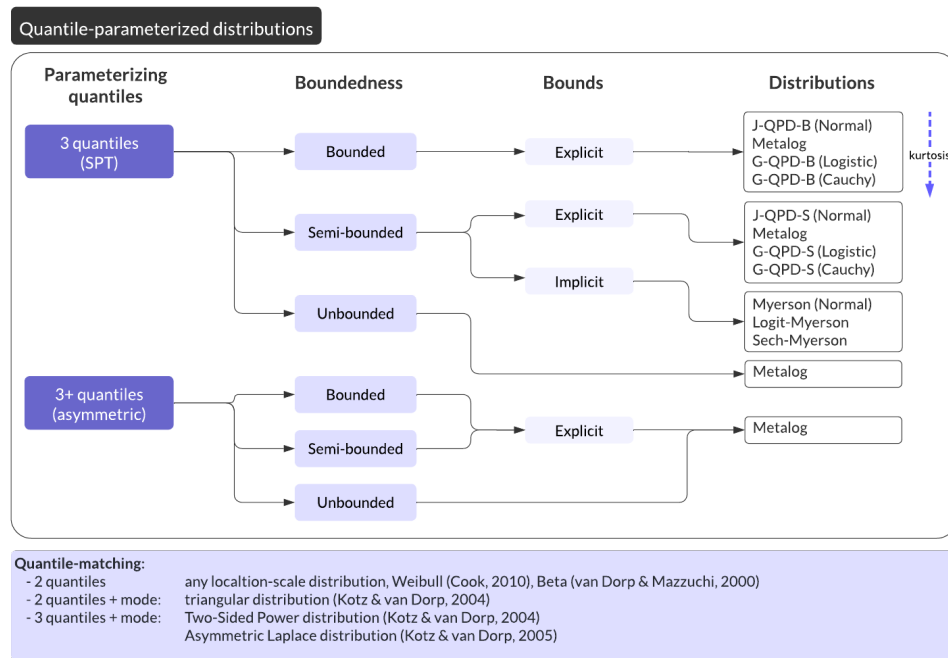 Quantile-parameterized distributions
Parameterizing
quantiles
Boundedness
Bounds
Distributions
3 quantiles
(SPT)
Bounded
Explicit
J-QPD-B (Normal)
Metalog
G-QPD-B (Logistic)
G-QPD-B (Cauchy)
kurtosis
Semi-bounded
Explicit
J-QPD-S (Normal)
Metalog
G-QPD-S (Logistic)
G-QPD-S (Cauchy)
Implicit
Myerson (Normal)
Logit-Myerson
Sech-Myerson
Unbounded
Metalog
3+ quantiles
(asymmetric)
Bounded
Semi-bounded
Unbounded
Explicit
Metalog
Quantile-matching:
- 2 quantiles any localtion-scale distribution, Weibull (Cook, 2010), Beta (van Dorp & Mazzuchi, 2000)
- 2 quantiles + mode: triangular distribution (Kotz & van Dorp, 2004)
- 3 quantiles + mode: Two-Sided Power distribution (Kotz & van Dorp, 2004)
Asymmetric Laplace distribution (Kotz & van Dorp, 2005)